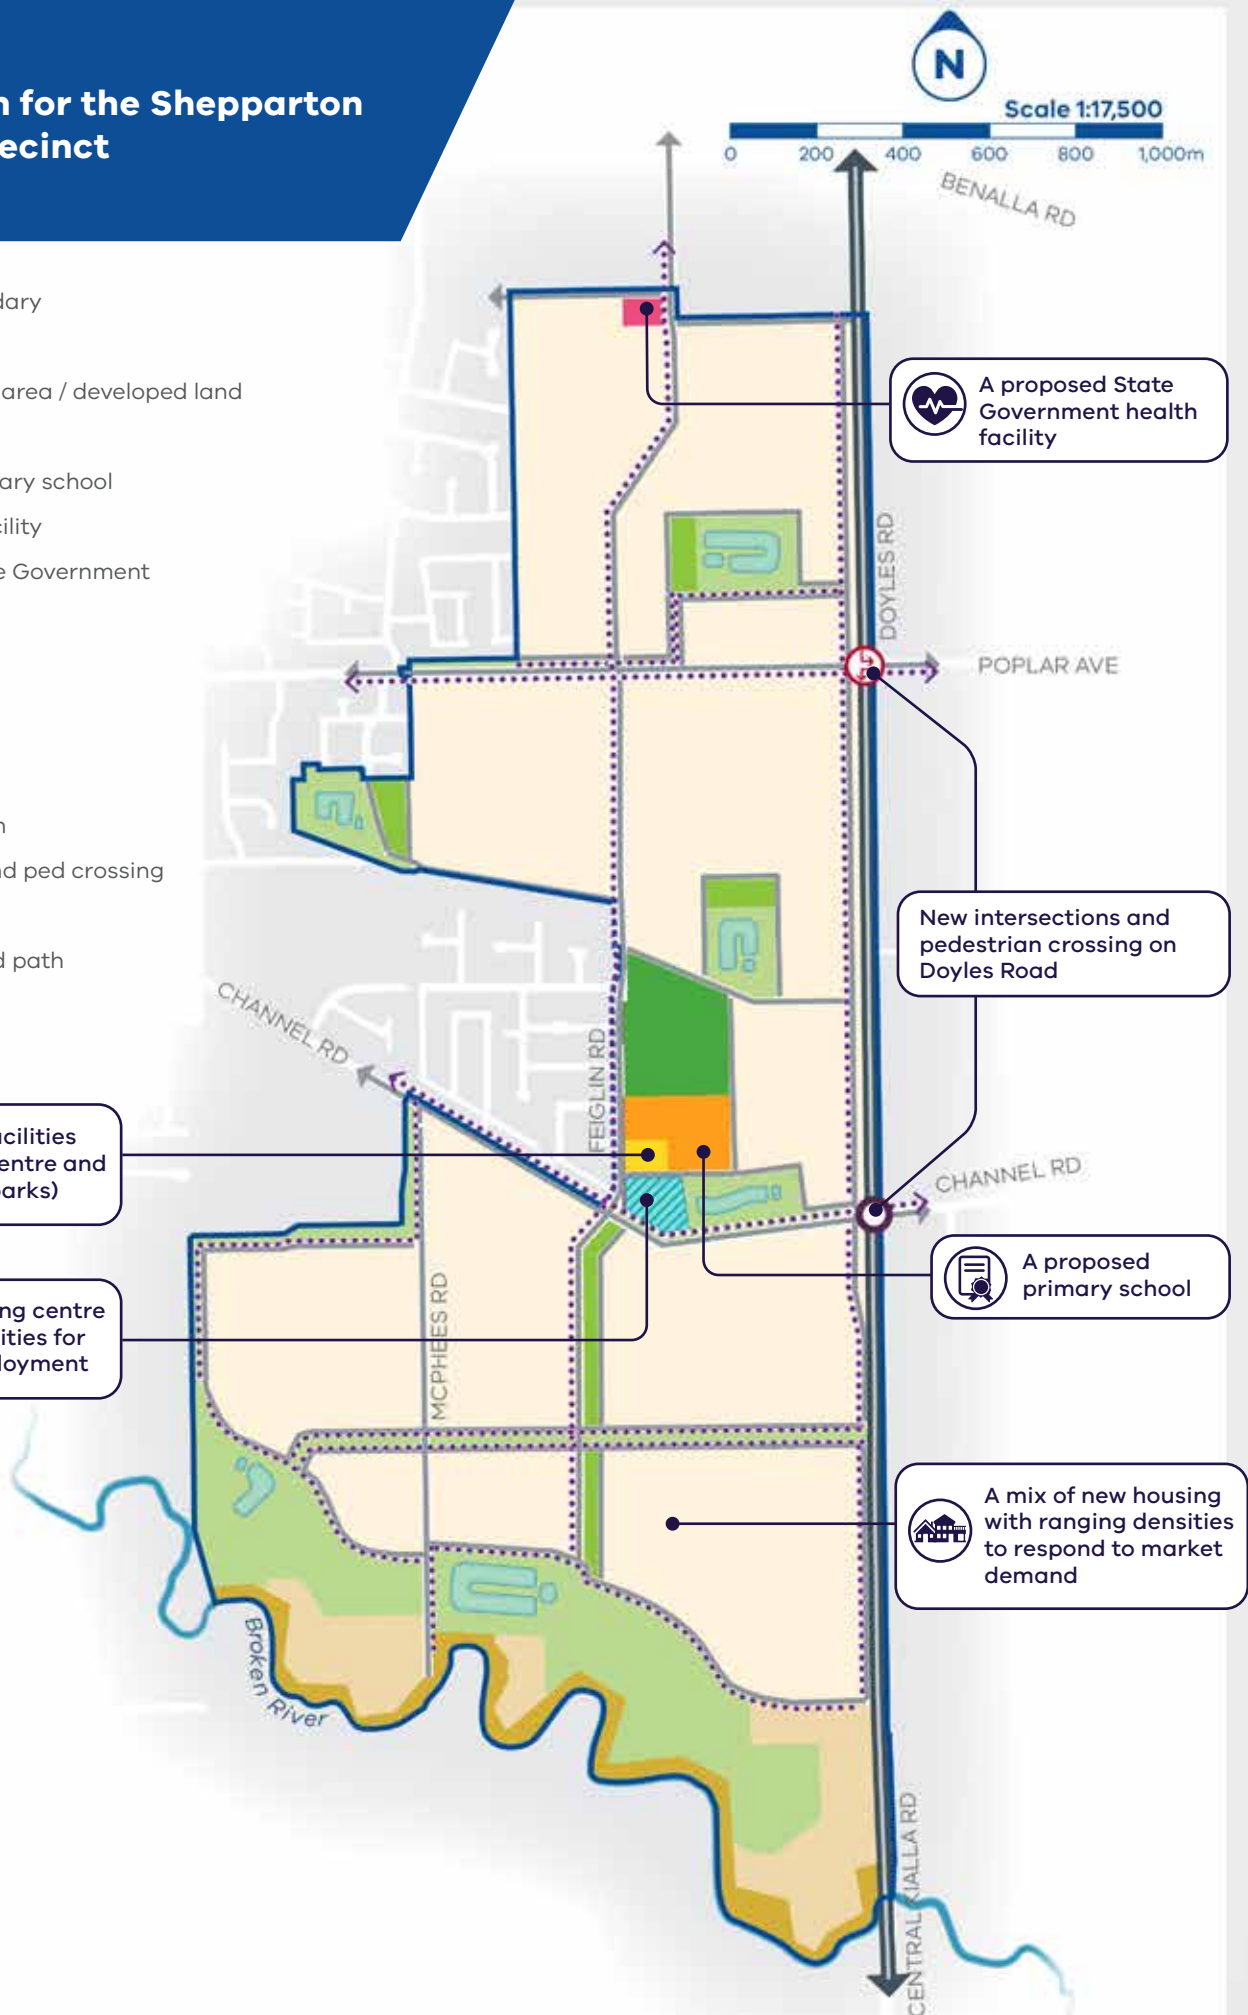 n for the Shepparton
ecinct
N
Scale 1:17,500
0 200 400 600 800 1,000m
BENALLA RD
dary
area / developed land
ary school
cility
e Government
n
nd ped crossing
d path
A proposed State
Government health
facility
DOYLES RD
POPLAR AVE
New intersections and
pedestrian crossing on
Doyles Road
CHANNEL RD
FEIGLIN RD
acilities
entre and
parks)
CHANNEL RD
A proposed
primary school
ng centre
ities for
loyment
MCPHEES RD
A mix of new housing
with ranging densities
to respond to market
demand
Broken River
CENTRAL KIALLA RD